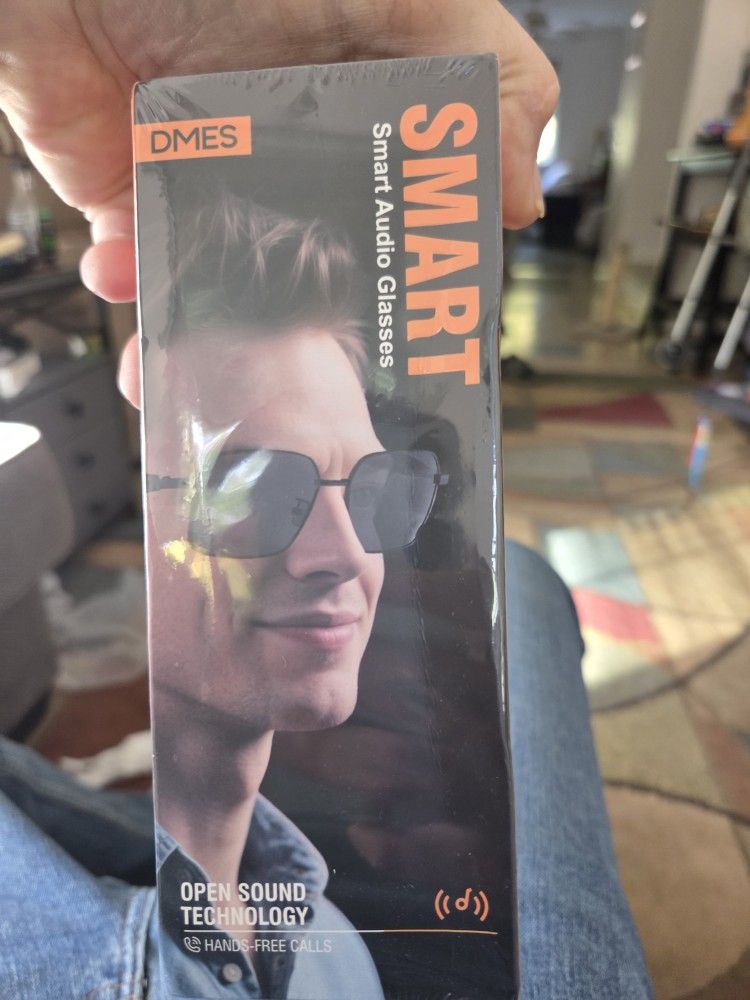 DMES
SMART
Smart Audio Glasses
OPEN SOUND
TECHNOLOGY
HANDS-FREE CALLS